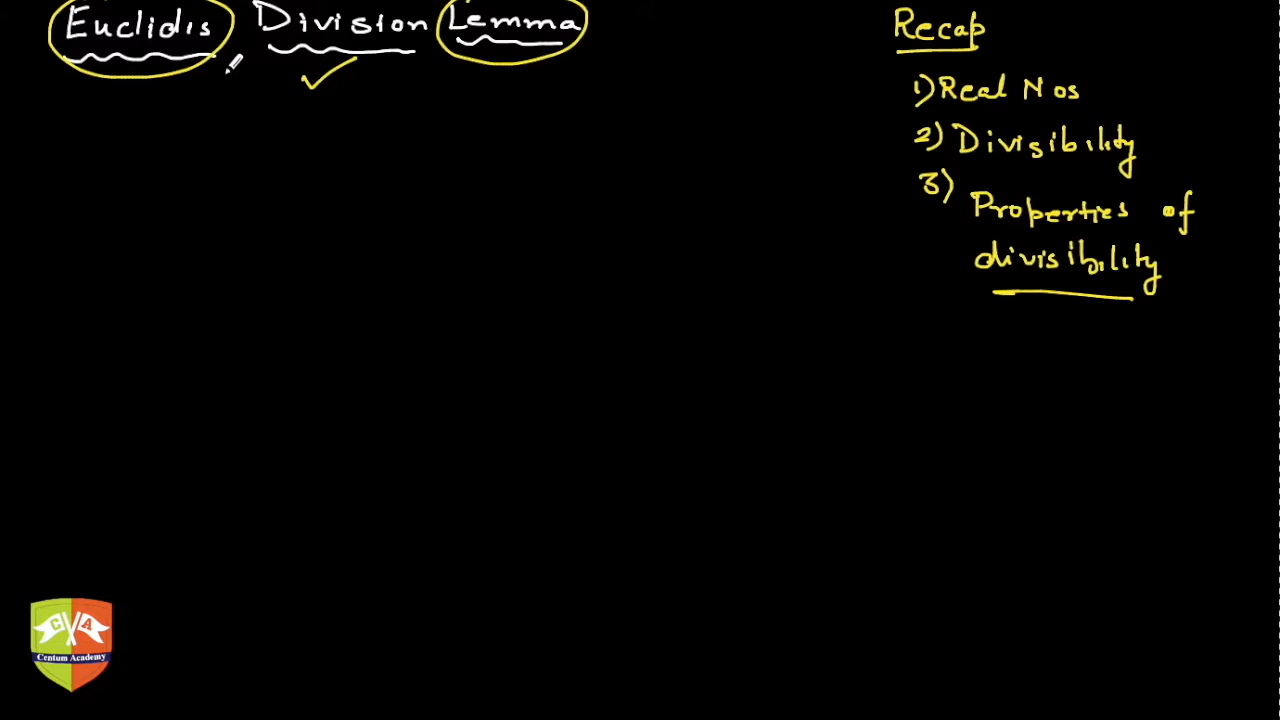 Euclidis Division Lemma
Recap
1) Real Nos
2) Divisibility
3) Properties of
divisibility
C A
Centum Academy